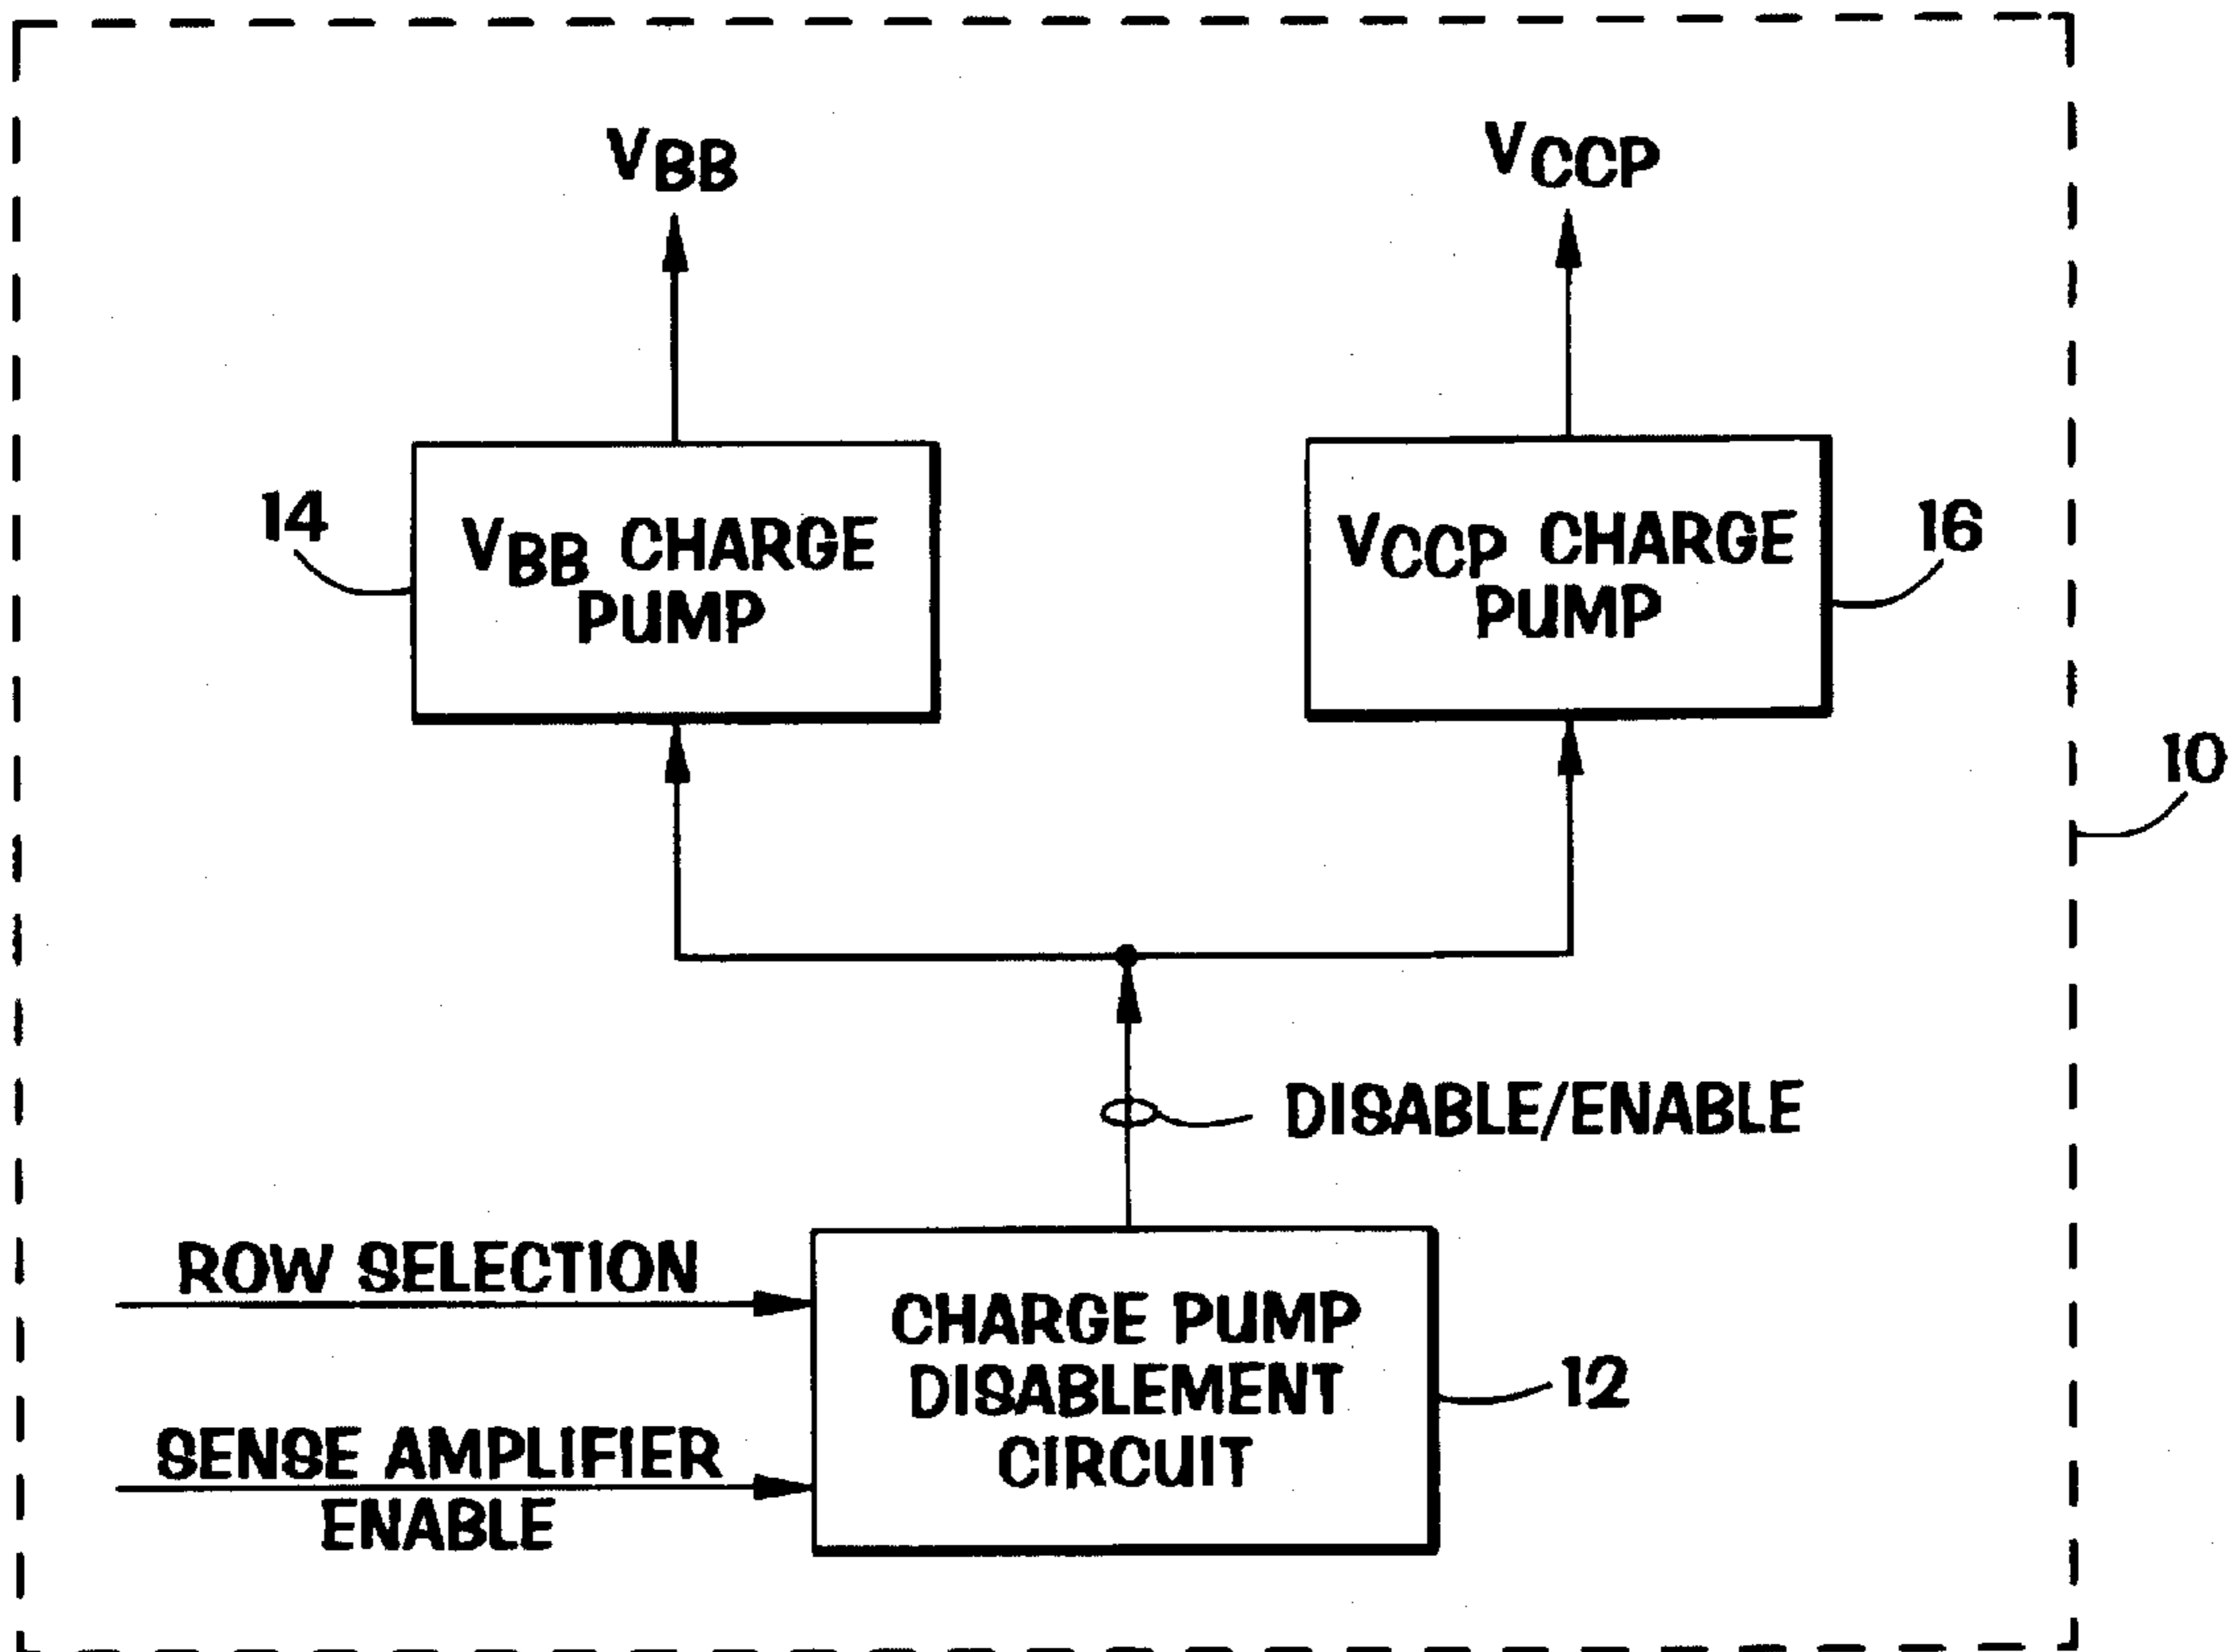 VBB
VCCP
14
VBB CHARGE
PUMP
VCCP CHARGE
PUMP
16
10
DISABLE/ENABLE
ROW SELECTION
SENSE AMPLIFIER
ENABLE
CHARGE PUMP
DISABLEMENT
CIRCUIT
12